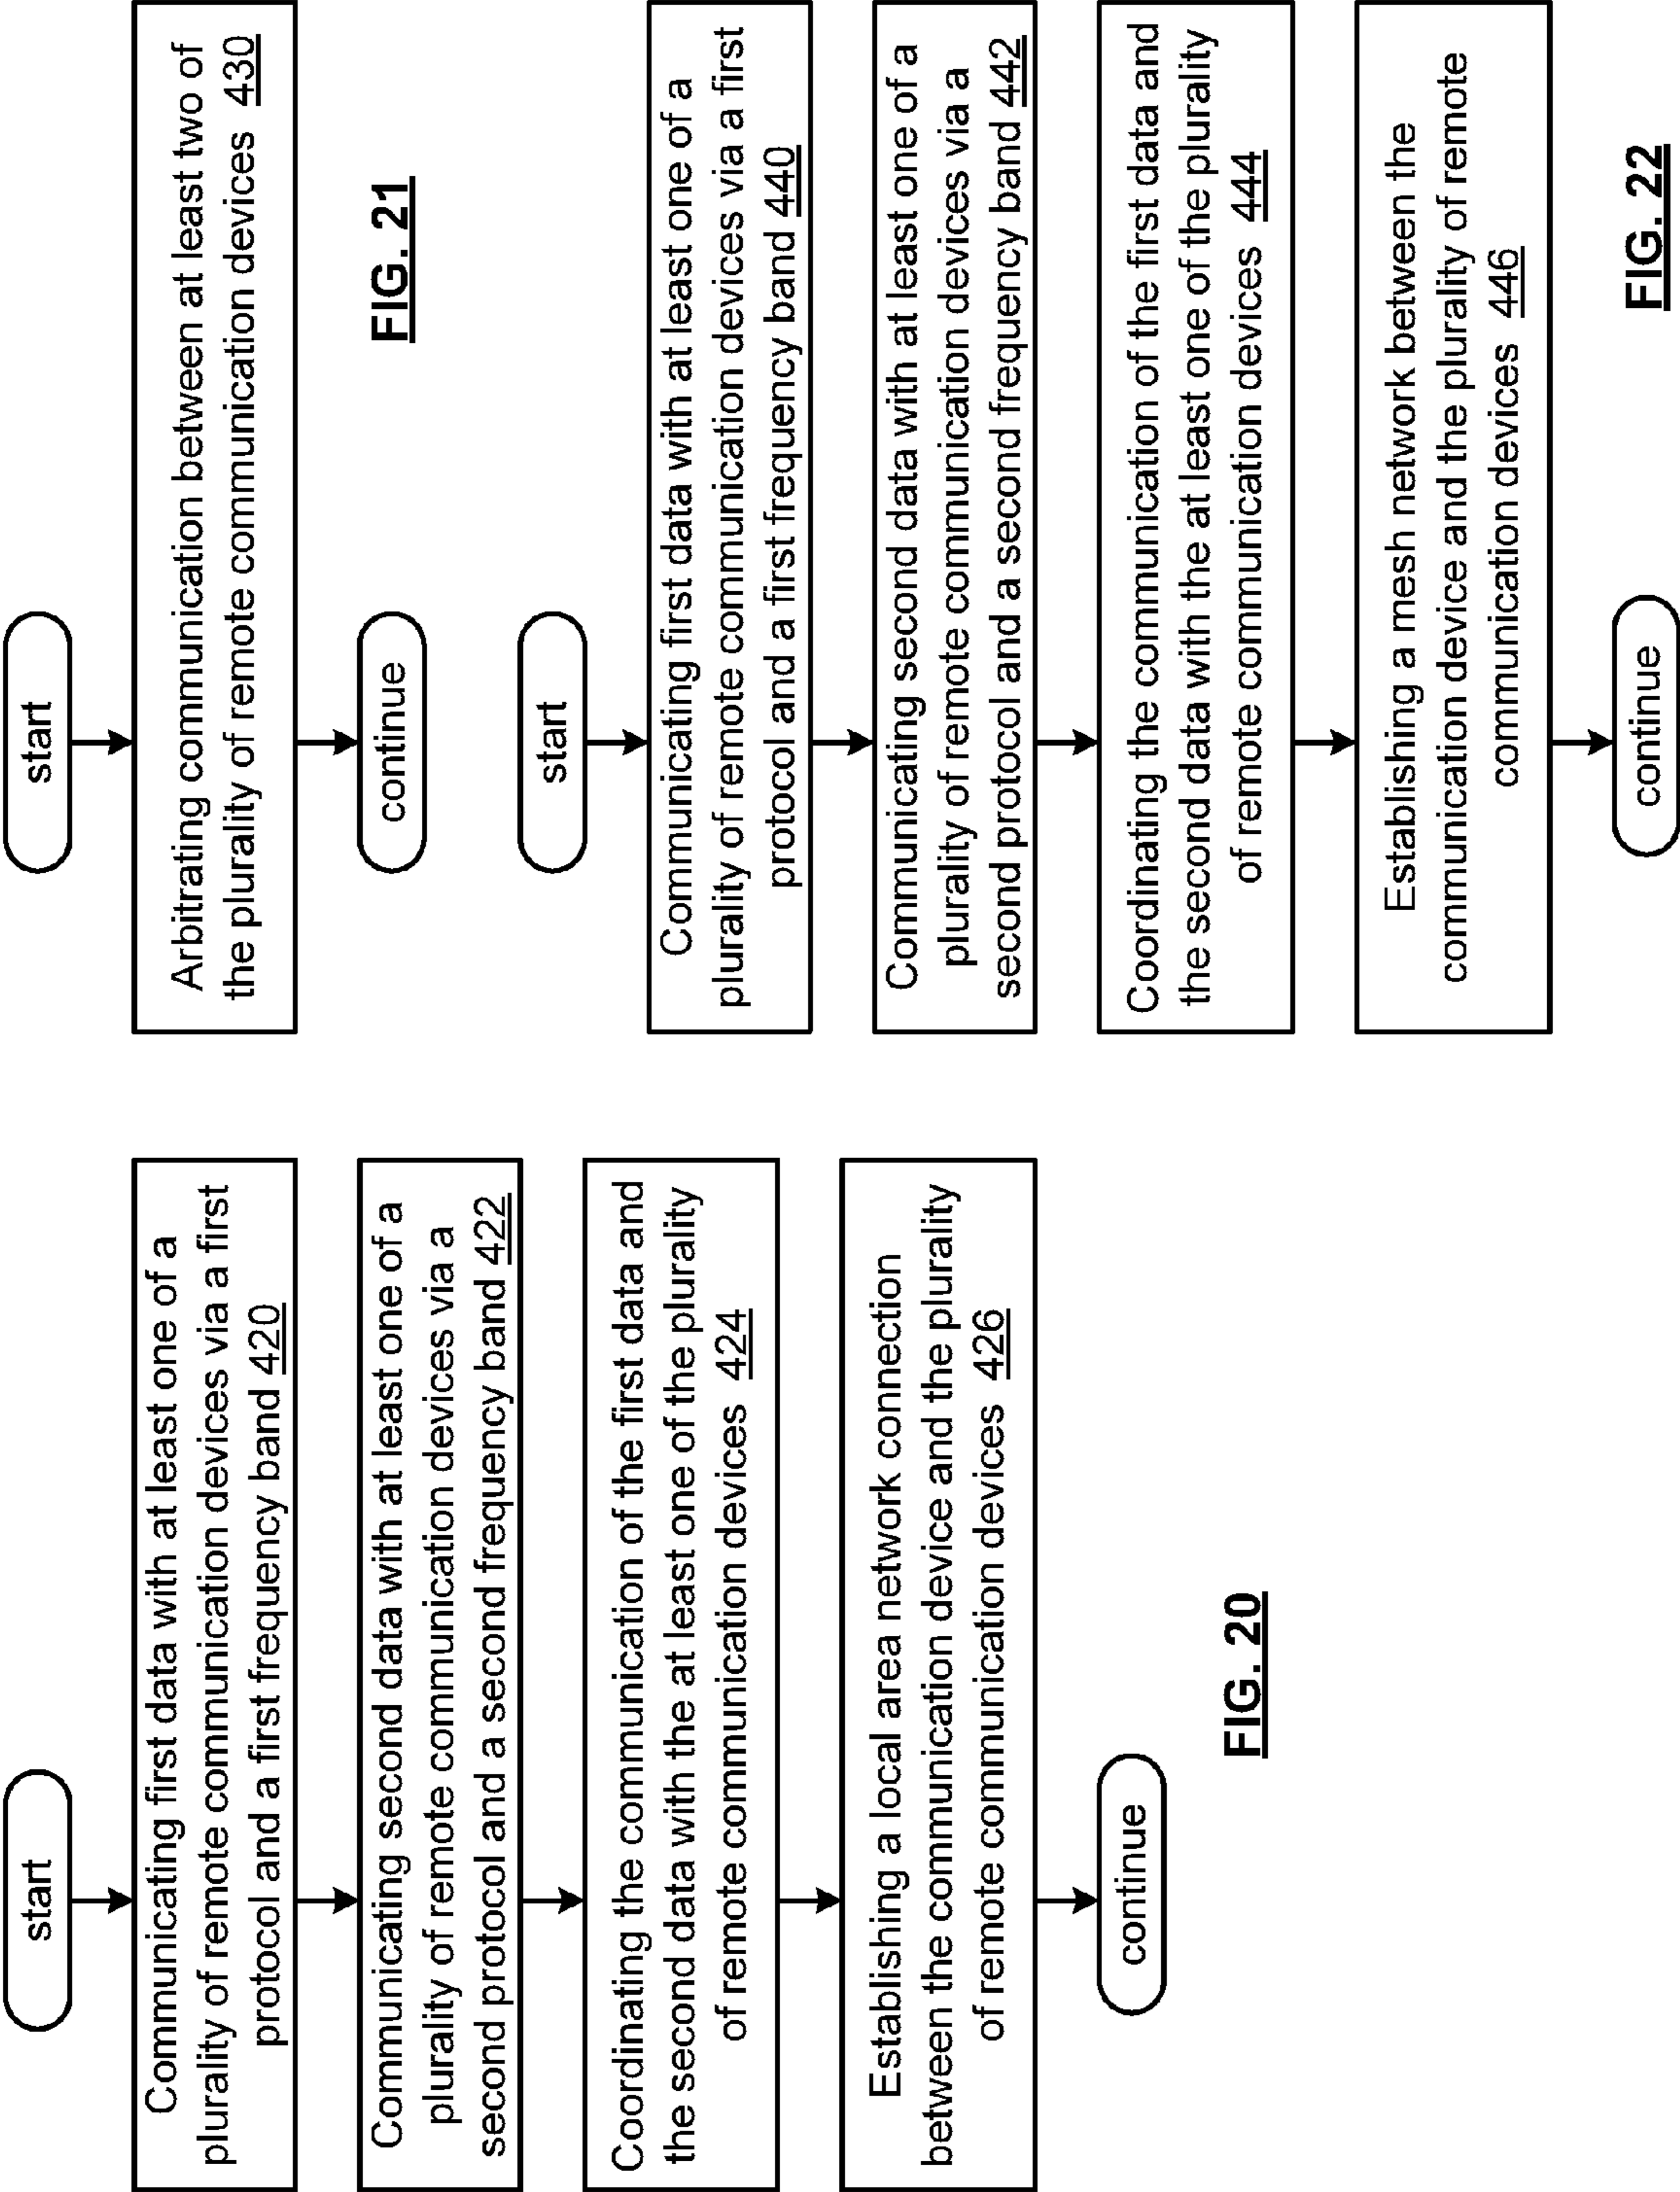 start
Communicating first data with at least one of a
plurality of remote communication devices via a first
protocol and a first frequency band 420
Communicating second data with at least one of a
plurality of remote communication devices via a
second protocol and a second frequency band 422
Coordinating the communication of the first data and
the second data with the at least one of the plurality
of remote communication devices 424
Establishing a local area network connection
between the communication device and the plurality
of remote communication devices 426
continue
FIG. 20
start
Arbitrating communication between at least two of
the plurality of remote communication devices 430
continue
FIG. 21
start
Communicating first data with at least one of a
plurality of remote communication devices via a first
protocol and a first frequency band 440
Communicating second data with at least one of a
plurality of remote communication devices via a
second protocol and a second frequency band 442
Coordinating the communication of the first data and
the second data with the at least one of the plurality
of remote communication devices 444
Establishing a mesh network between the
communication device and the plurality of remote
communication devices 446
continue
FIG. 22